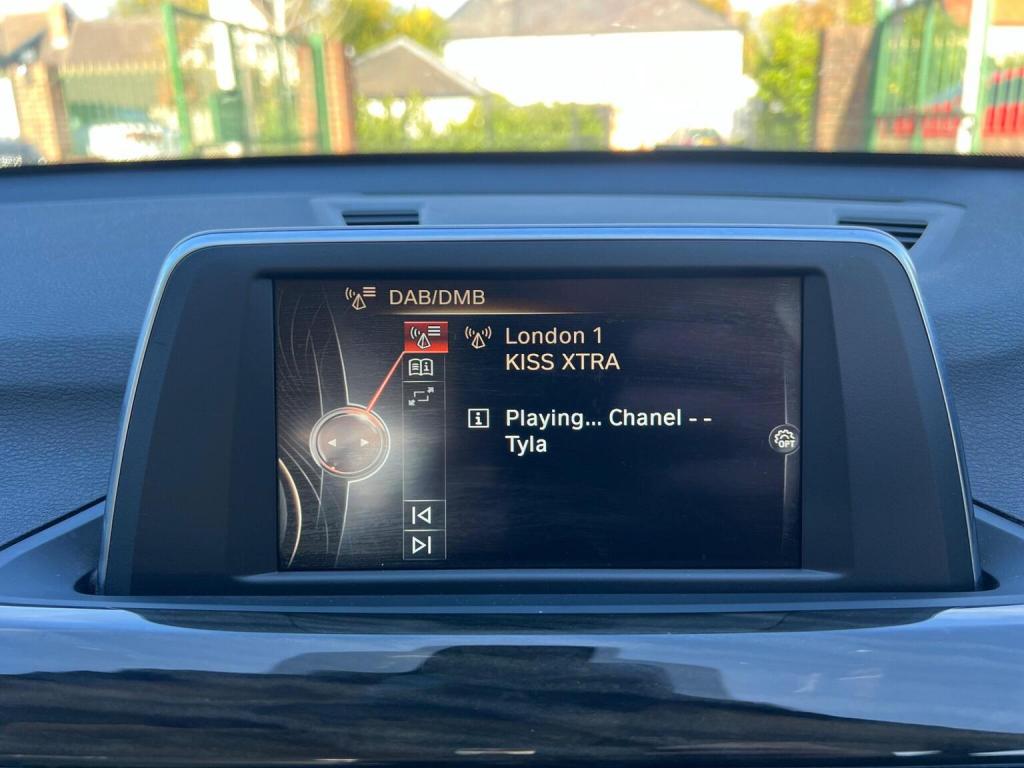 DAB/DMB
London 1
KISS XTRA
Playing... Chanel - -
Tyla
OPT